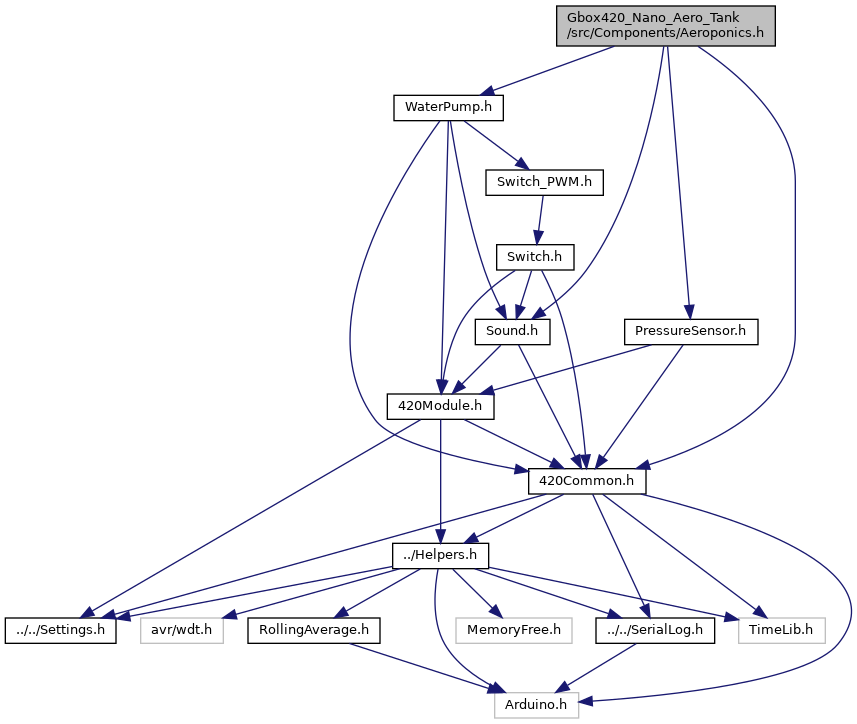 Gbox420_Nano_Aero_Tank
/src/Components/Aeroponics.h
WaterPump.h
Switch_PWM.h
Switch.h
Sound.h
PressureSensor.h
420Module.h
420Common.h
../Helpers.h
../../Settings.h
avr/wdt.h
RollingAverage.h
MemoryFree.h
../../SerialLog.h
TimeLib.h
Arduino.h